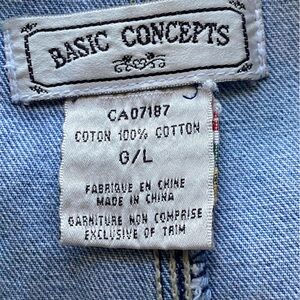 BASIC CONCEPTS
CA07187
COTON 100% COTTON
G/L
FABRIQUE EN CHINE
MADE IN CHINA
GARNITURE NON COMPRISE
EXCLUSIVE OF TRIM